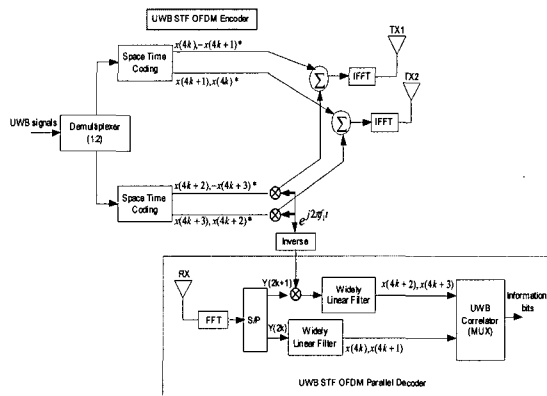 UWB STF OFDM Encoder
TX1
Space Time
Coding
x(4k),-x(4k+1)*
x(4k+1),x(4k)*
Σ
IFFT
TX2
UWB signals
Demultiplexer
(1:2)
Σ
IFFT
Space Time
Coding
x(4k+2),-x(4k+3)*
x(4k+3),x(4k+2)*
Inverse
RX
FFT
S/P
Y(2k+1)
Widely
Linear Filter
x(4k+2),x(4k+3)
Y(2k)
Widely
Linear Filter
x(4k),x(4k+1)
UWB
Correlator
(MUX)
Information
bits
UWB STF OFDM Parallel Decoder